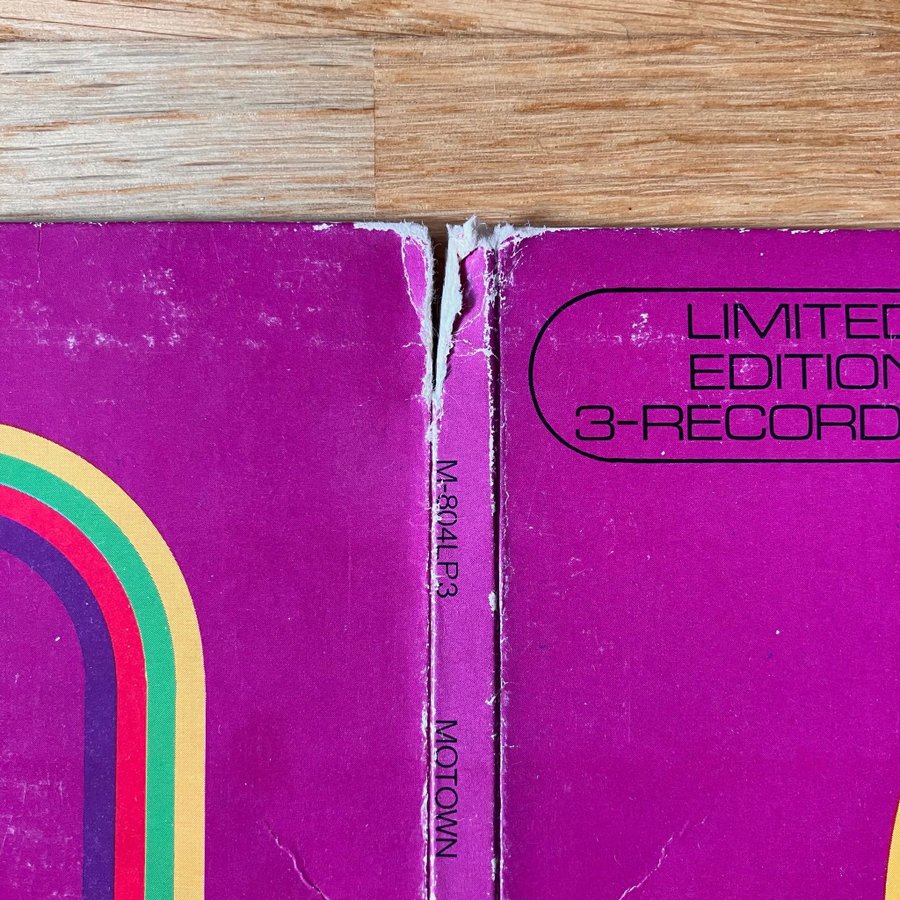 LIMITED
EDITION
3-RECORD
M-804LP3
MOTOWN